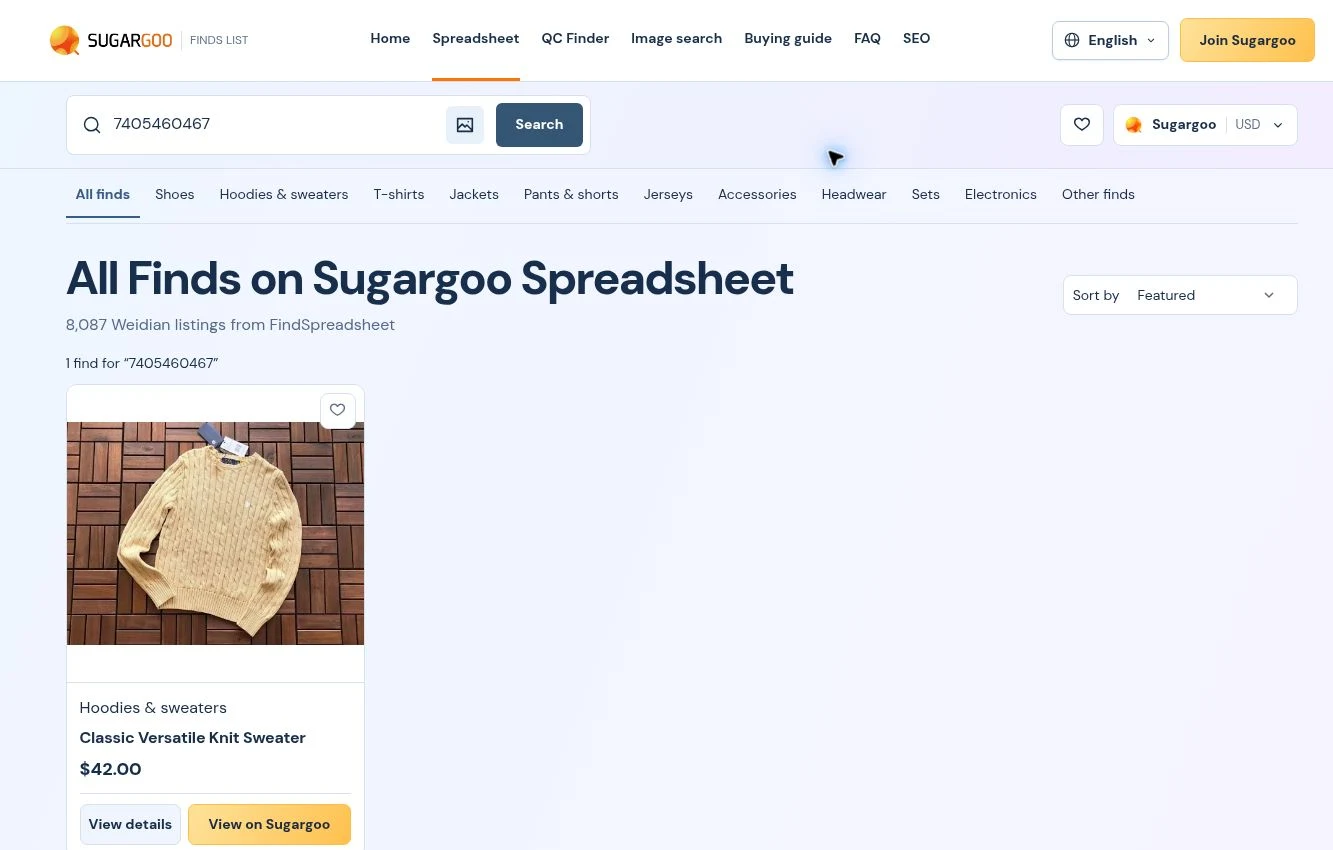 SUGARGOO FINDS LIST
Home Spreadsheet QC Finder Image search Buying guide FAQ SEO
English
Join Sugargoo
7405460467
Search
Sugargoo USD
All finds Shoes Hoodies & sweaters T-shirts Jackets Pants & shorts Jerseys Accessories Headwear Sets Electronics Other finds
All Finds on Sugargoo Spreadsheet
8,087 Weidian listings from FindSpreadsheet
Sort by Featured
1 find for “7405460467”
Hoodies & sweaters
Classic Versatile Knit Sweater
$42.00
View details View on Sugargoo